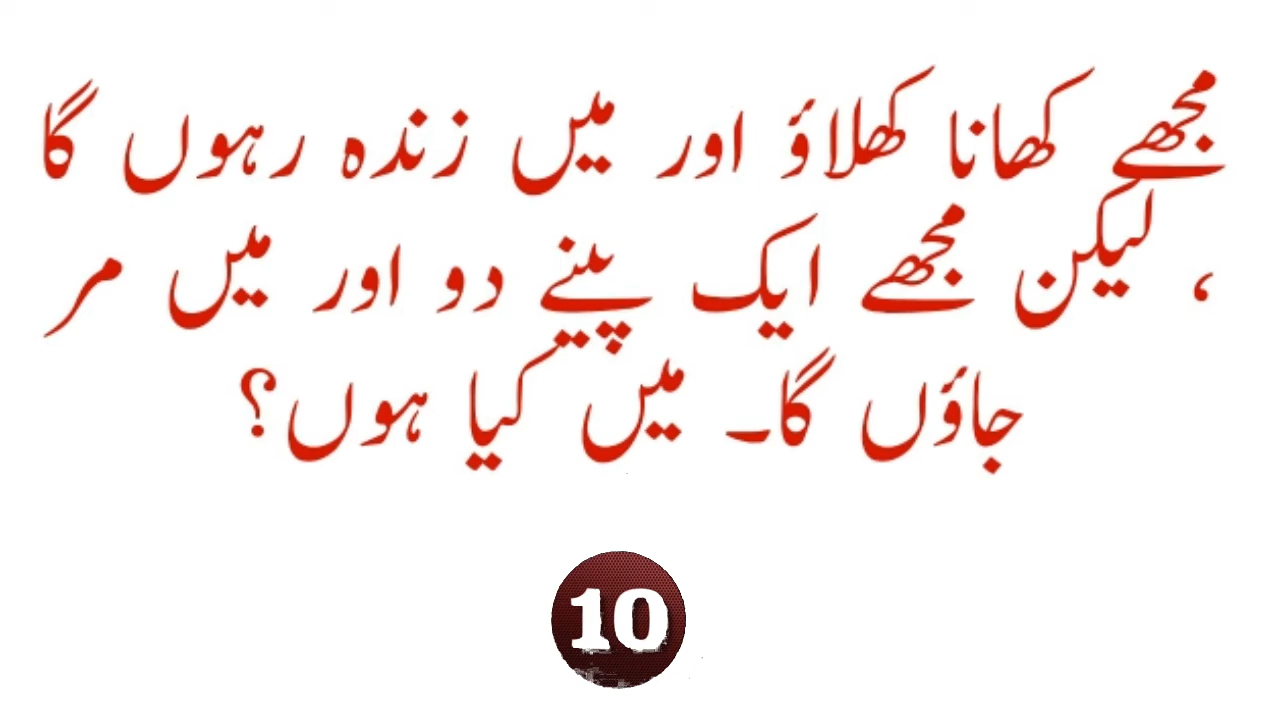 مجھے کھانا کھلاؤ اور میں زندہ رہوں گا
، لیکن مجھے ایک پینے دو اور میں مر
جاؤں گا۔ میں کیا ہوں؟
10